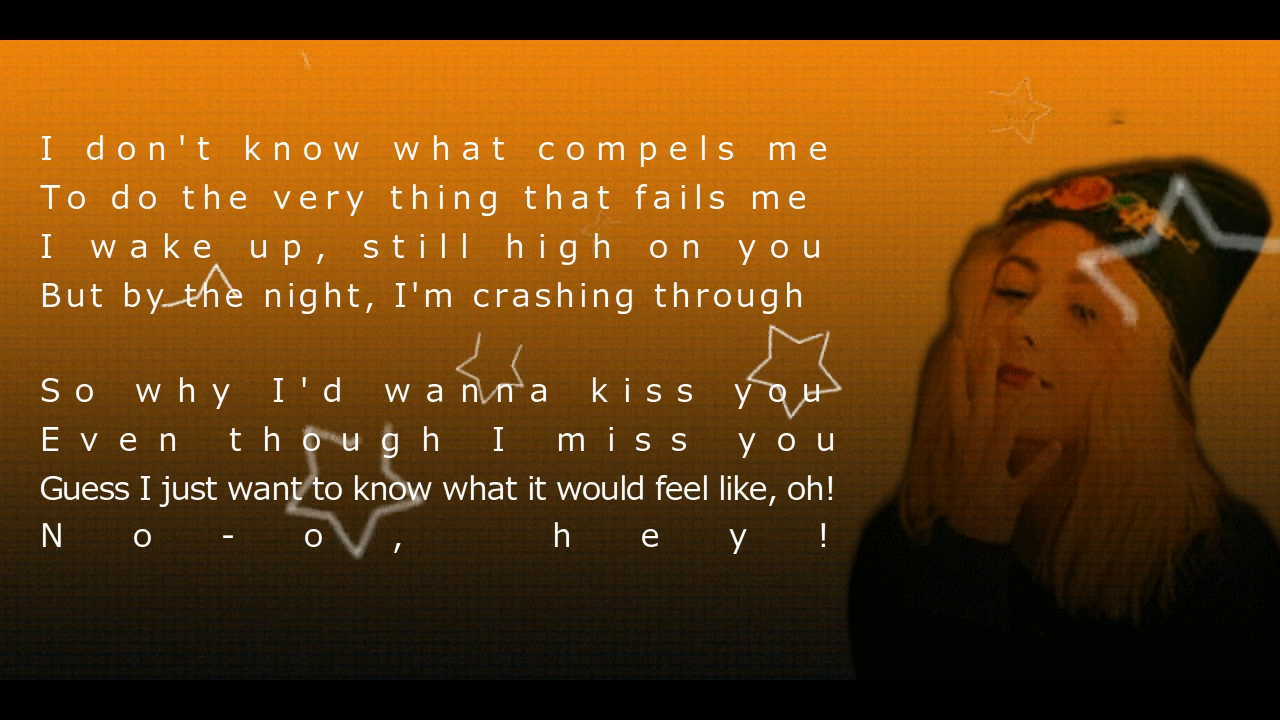 I don't know what compels me
To do the very thing that fails me
I wake up, still high on you
But by the night, I'm crashing through
So why I'd wanna kiss you
Even though I miss you
Guess I just want to know what it would feel like, oh!
No-o, hey!